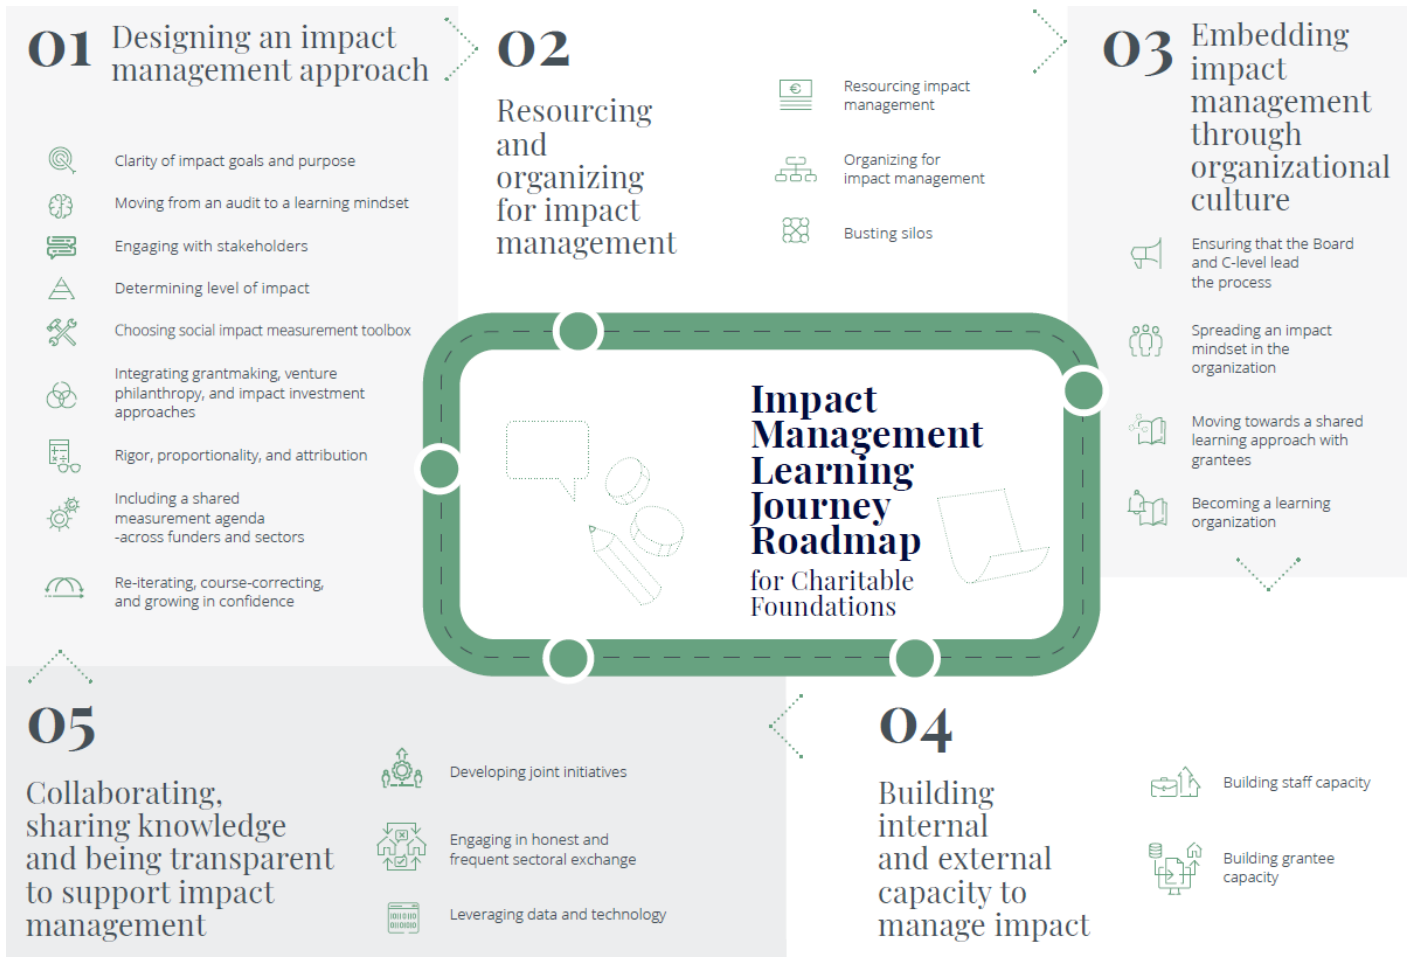 01
Designing an impact
management approach
Clarity of impact goals and purpose
Moving from an audit to a learning mindset
Engaging with stakeholders
Determining level of impact
Choosing social impact measurement toolbox
Integrating grantmaking, venture
philanthropy, and impact investment
approaches
Rigor, proportionality, and attribution
Including a shared
measurement agenda
-across funders and sectors
Re-iterating, course-correcting,
and growing in confidence
02
Resourcing
and
organizing
for impact
management
€
Resourcing impact
management
Organizing for
impact management
Busting silos
03
Embedding
impact
management
through
organizational
culture
Ensuring that the Board
and C-level lead
the process
Spreading an impact
mindset in the
organization
Moving towards a shared
learning approach with
grantees
Becoming a learning
organization
Impact
Management
Learning
Journey
Roadmap
for Charitable
Foundations
04
Building
internal
and external
capacity to
manage impact
Building staff capacity
Building grantee
capacity
05
Collaborating,
sharing knowledge
and being transparent
to support impact
management
Developing joint initiatives
Engaging in honest and
frequent sectoral exchange
Leveraging data and technology